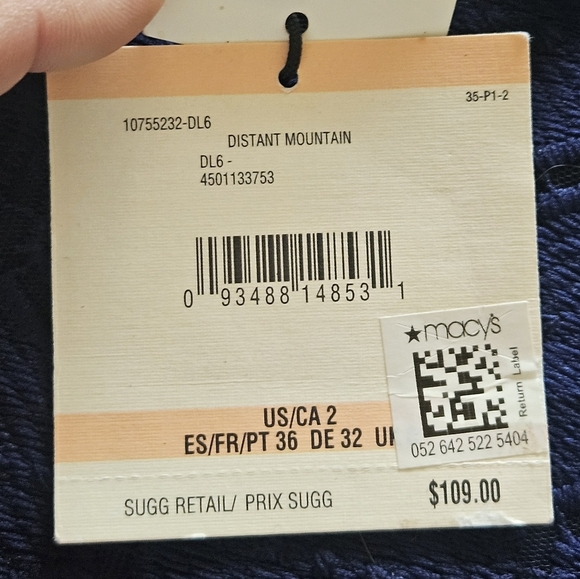 35-P1-2
10755232-DL6
DISTANT MOUNTAIN
DL6 -
4501133753
0 93488 14853 1
★macy's
Return Label
052 642 522 5404
US/CA 2
ES/FR/PT 36 DE 32
SUGG RETAIL/ PRIX SUGG $109.00